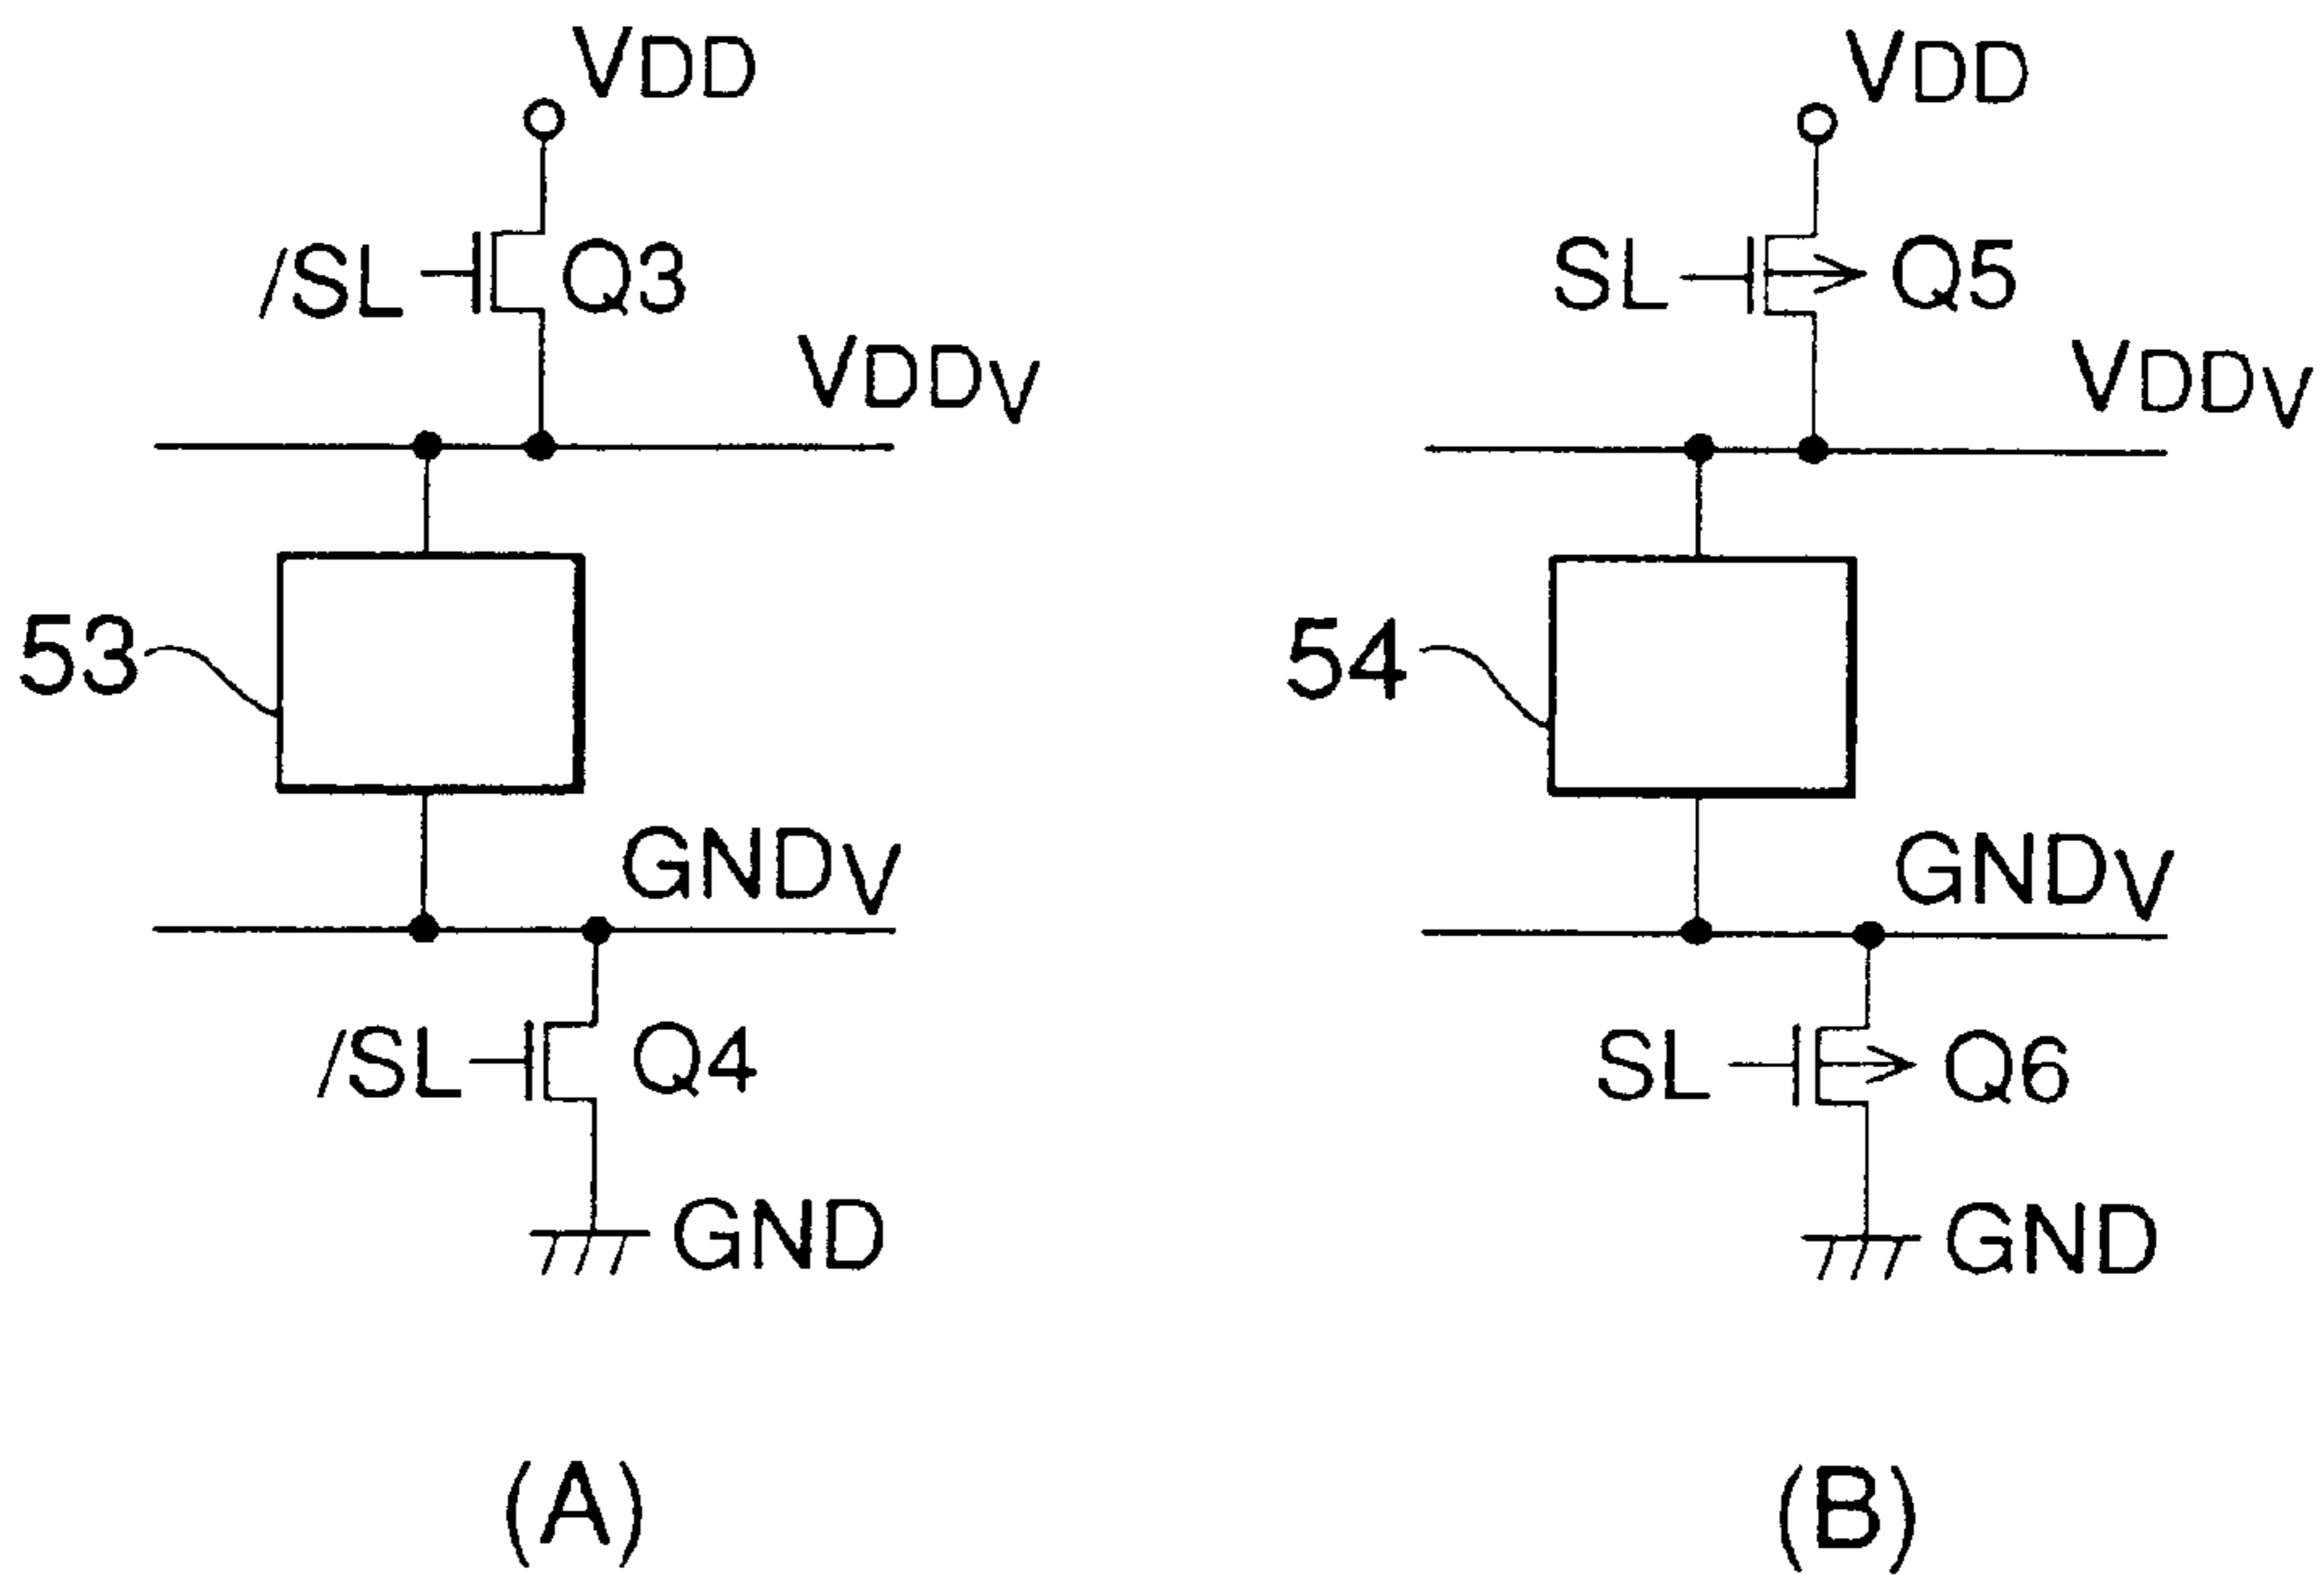 VDD
/SL Q3
VDDV
53
GNDV
/SL Q4
GND
(A)
VDD
SL Q5
VDDV
54
GNDV
SL Q6
GND
(B)